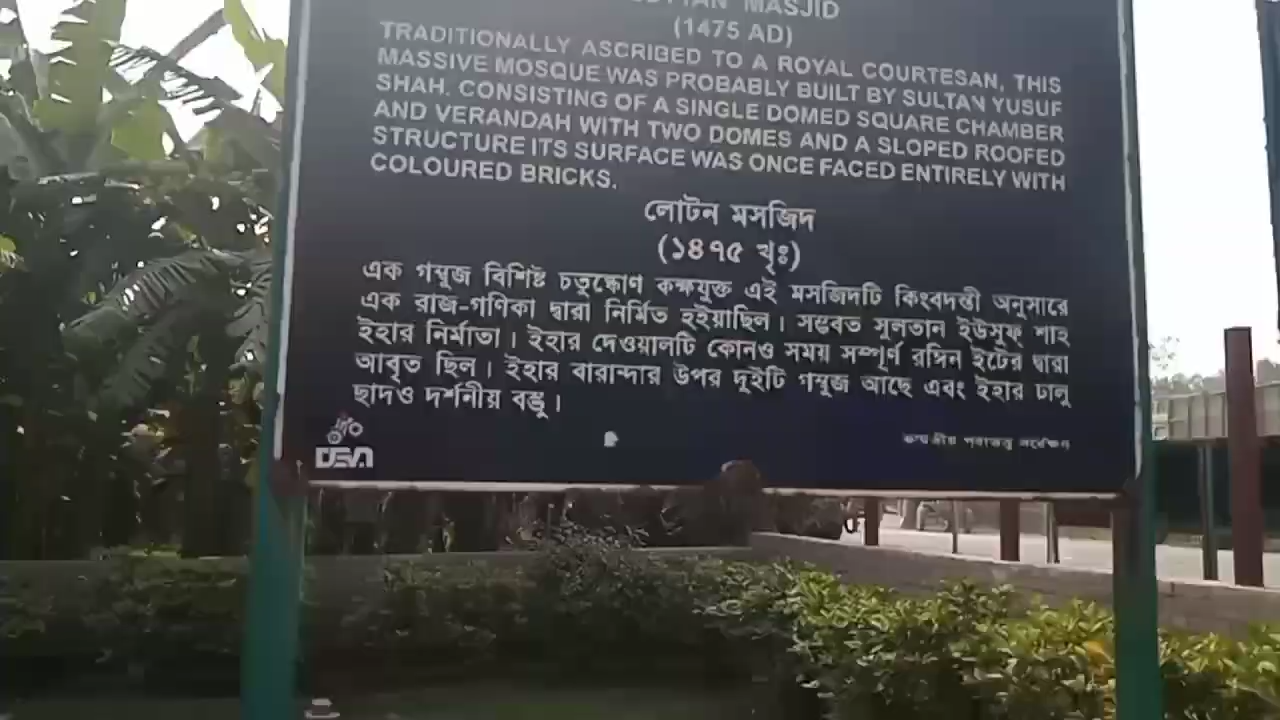 MASJID
(1475 AD)
TRADITIONALLY ASCRIBED TO A ROYAL COURTESAN, THIS
MASSIVE MOSQUE WAS PROBABLY BUILT BY SULTAN YUSUF
SHAH. CONSISTING OF A SINGLE DOMED SQUARE CHAMBER
AND VERANDAH WITH TWO DOMES AND A SLOPED ROOFED
STRUCTURE ITS SURFACE WAS ONCE FACED ENTIRELY WITH
COLOURED BRICKS.
লোটন মসজিদ
(১৪৭৫ খৃঃ)
এক গম্বুজ বিশিষ্ট চতুষ্কোণ কক্ষযুক্ত এই মসজিদটি কিংবদন্তী অনুসারে
এক রাজ-গণিকা দ্বারা নির্মিত হইয়াছিল। সম্ভবত সুলতান ইউসুফ্ শাহ
ইহার নির্মাতা। ইহার দেওয়ালটি কোনও সময় সম্পূর্ণ রঙ্গিন ইটের দ্বারা
আবৃত ছিল। ইহার বারান্দার উপর দুইটি গম্বুজ আছে এবং ইহার ঢালু
ছাদও দর্শনীয় বস্তু।